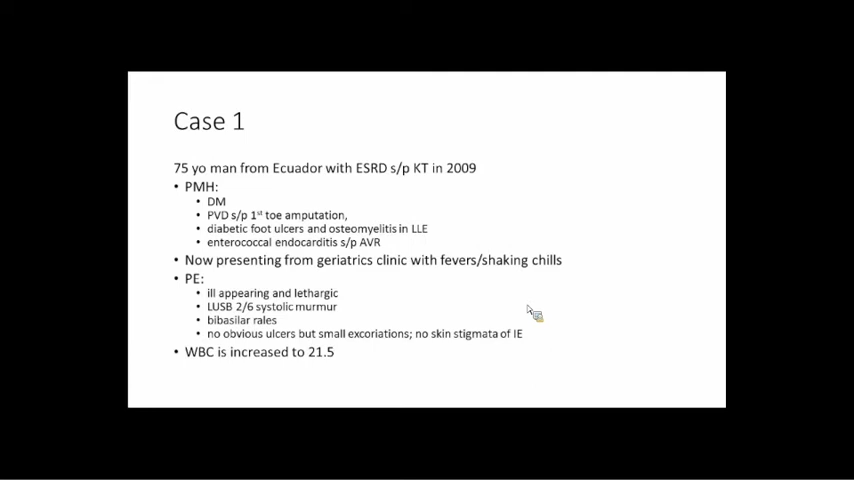 Case 1
75 yo man from Ecuador with ESRD s/p KT in 2009
• PMH:
• DM
• PVD s/p 1st toe amputation,
• diabetic foot ulcers and osteomyelitis in LLE
• enterococcal endocarditis s/p AVR
• Now presenting from geriatrics clinic with fevers/shaking chills
• PE:
• ill appearing and lethargic
• LUSB 2/6 systolic murmur
• bibasilar rales
• no obvious ulcers but small excoriations; no skin stigmata of IE
• WBC is increased to 21.5